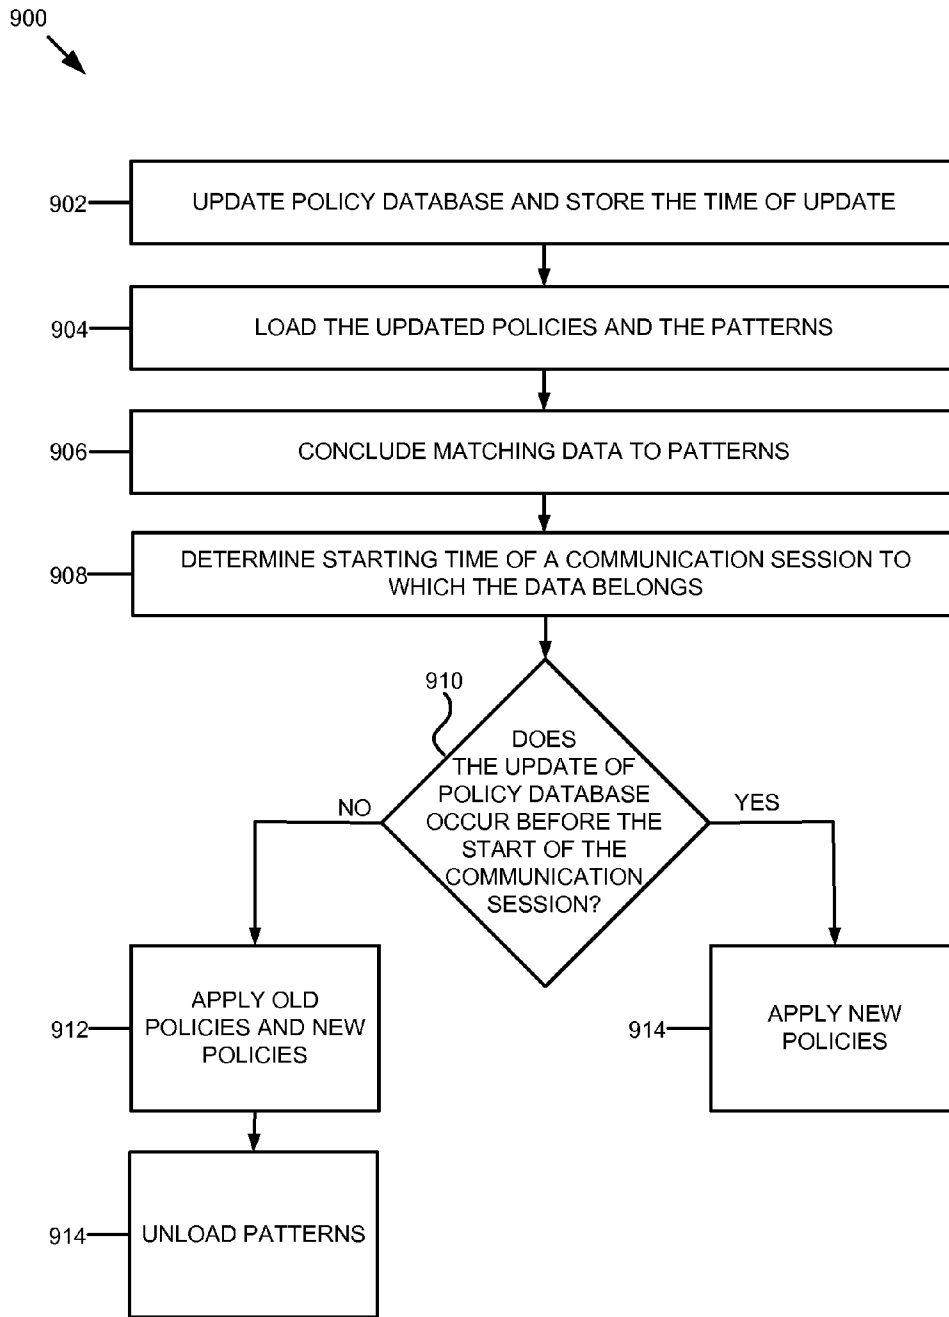 900
902
UPDATE POLICY DATABASE AND STORE THE TIME OF UPDATE
904
LOAD THE UPDATED POLICIES AND THE PATTERNS
906
CONCLUDE MATCHING DATA TO PATTERNS
908
DETERMINE STARTING TIME OF A COMMUNICATION SESSION TO
WHICH THE DATA BELONGS
910
DOES
THE UPDATE OF
POLICY DATABASE
OCCUR BEFORE THE
START OF THE
COMMUNICATION
SESSION?
NO
YES
912
APPLY OLD
POLICIES AND NEW
POLICIES
914
APPLY NEW
POLICIES
914
UNLOAD PATTERNS